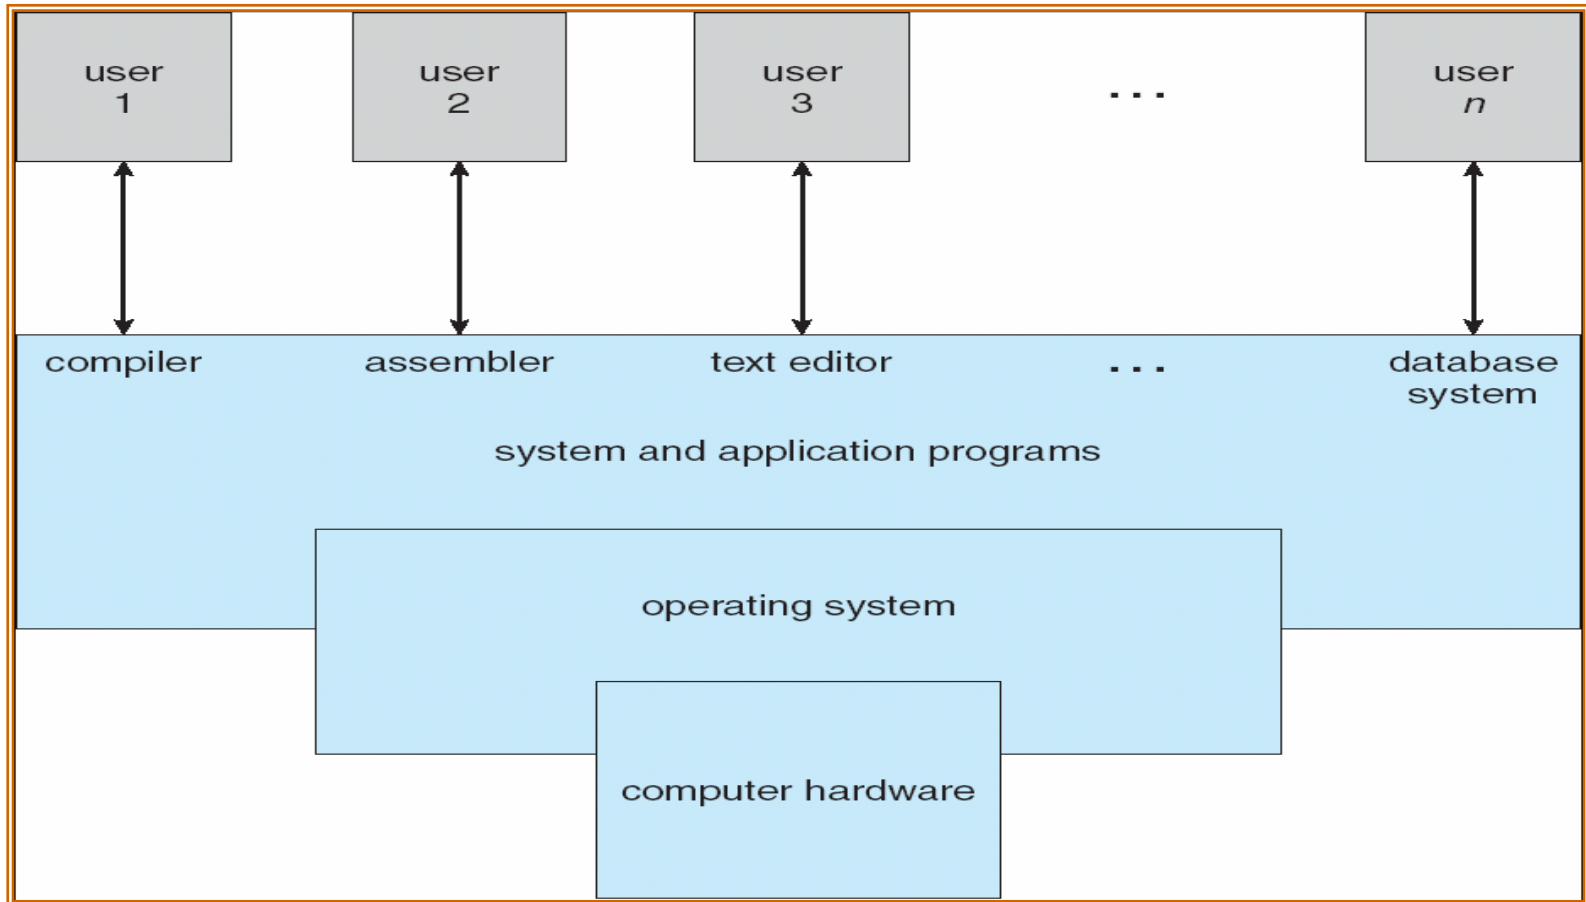 user
1
user
2
user
3
...
user
n
compiler
assembler
text editor
...
database
system
system and application programs
operating system
computer hardware